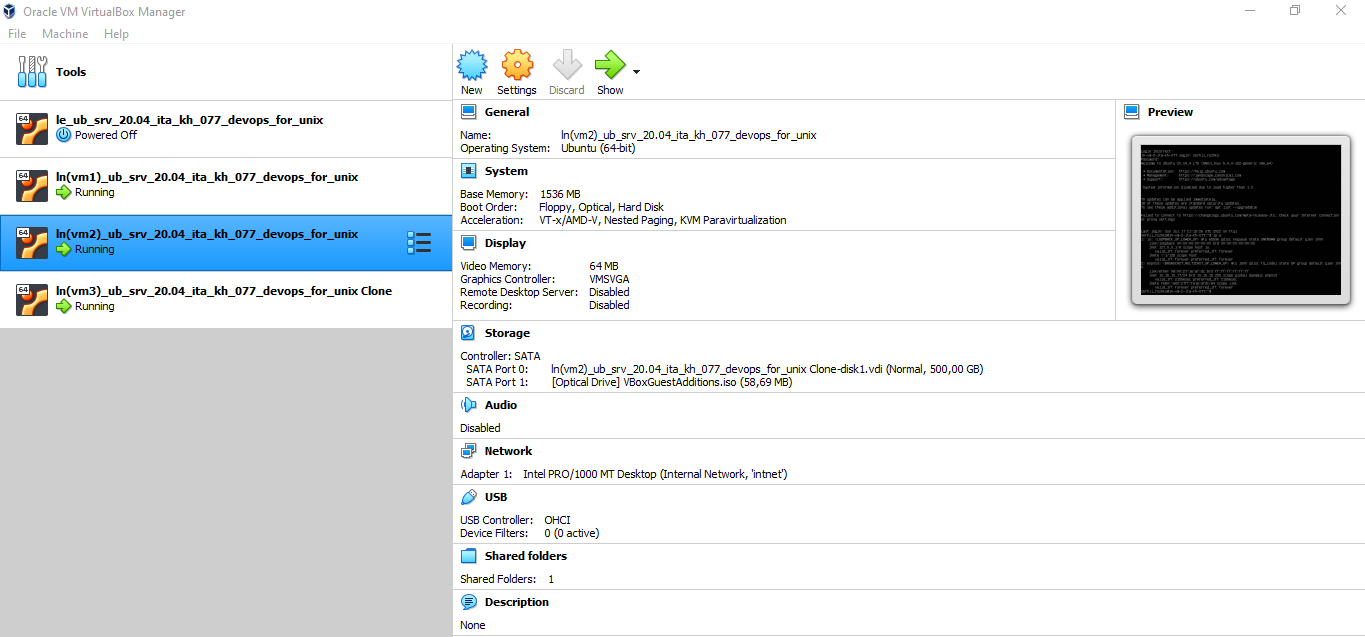 Oracle VM VirtualBox Manager
File Machine Help
Tools
64 le_ub_srv_20.04_ita_kh_077_devops_for_unix
Powered Off
64 ln(vm1)_ub_srv_20.04_ita_kh_077_devops_for_unix
Running
64 ln(vm2)_ub_srv_20.04_ita_kh_077_devops_for_unix
Running
64 ln(vm3)_ub_srv_20.04_ita_kh_077_devops_for_unix Clone
Running
New Settings Discard Show
General
Name: ln(vm2)_ub_srv_20.04_ita_kh_077_devops_for_unix
Operating System: Ubuntu (64-bit)
System
Base Memory: 1536 MB
Boot Order: Floppy, Optical, Hard Disk
Acceleration: VT-x/AMD-V, Nested Paging, KVM Paravirtualization
Display
Video Memory: 64 MB
Graphics Controller: VMSVGA
Remote Desktop Server: Disabled
Recording: Disabled
Storage
Controller: SATA
SATA Port 0: ln(vm2)_ub_srv_20.04_ita_kh_077_devops_for_unix Clone-disk1.vdi (Normal, 500,00 GB)
SATA Port 1: [Optical Drive] VBoxGuestAdditions.iso (58,69 MB)
Audio
Disabled
Network
Adapter 1: Intel PRO/1000 MT Desktop (Internal Network, 'intnet')
USB
USB Controller: OHCI
Device Filters: 0 (0 active)
Shared folders
Shared Folders: 1
Description
None
Preview